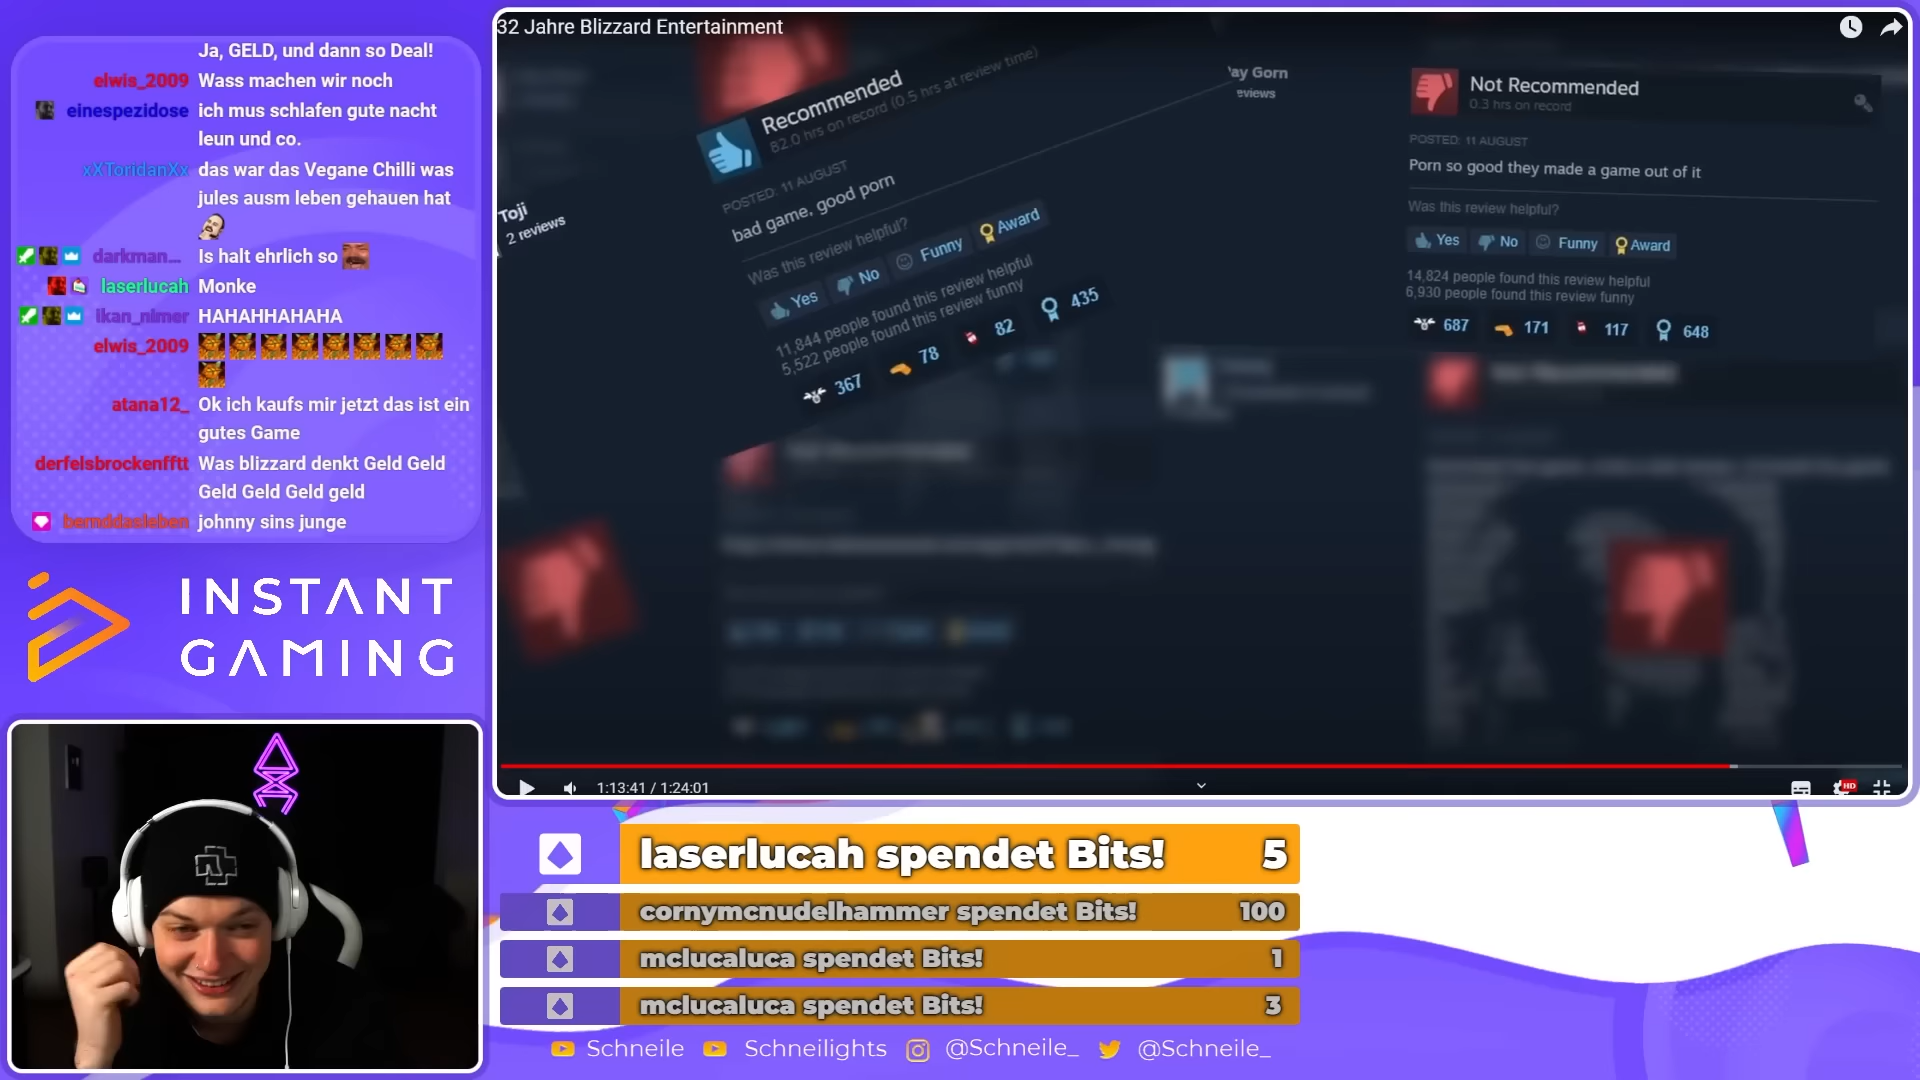 Ja, GELD, und dann so Deal!
elwis_2009 Wass machen wir noch
einespezidose ich mus schlafen gute nacht
leun und co.
xXToridanXx das war das Vegane Chilli was
jules ausm leben gehauen hat
darkman... Is halt ehrlich so
laserlucah Monke
ikan_nimer HAHAHHAHAHA
elwis_2009
atana12_ Ok ich kaufs mir jetzt das ist ein
gutes Game
derfelsbrockenfftt Was blizzard denkt Geld Geld
Geld Geld Geld geld
bernddasleben johnny sins junge
INSTANT
GAMING
32 Jahre Blizzard Entertainment
Toji
2 reviews
Recommended
82.0 hrs on record (0.5 hrs at review time)
POSTED: 11 AUGUST
bad game, good porn
Was this review helpful?
Yes No Funny Award
11,844 people found this review helpful
5,522 people found this review funny
367 78 82 435
ay Gorn
eviews
Not Recommended
0.3 hrs on record
POSTED: 11 AUGUST
Porn so good they made a game out of it
Was this review helpful?
Yes No Funny Award
14,824 people found this review helpful
6,930 people found this review funny
687 171 117 648
1:13:41 / 1:24:01
HD
laserlucah spendet Bits! 5
cornymcnudelhammer spendet Bits! 100
mclucaluca spendet Bits! 1
mclucaluca spendet Bits! 3
Schneile Schneilights @Schneile_ @Schneile_